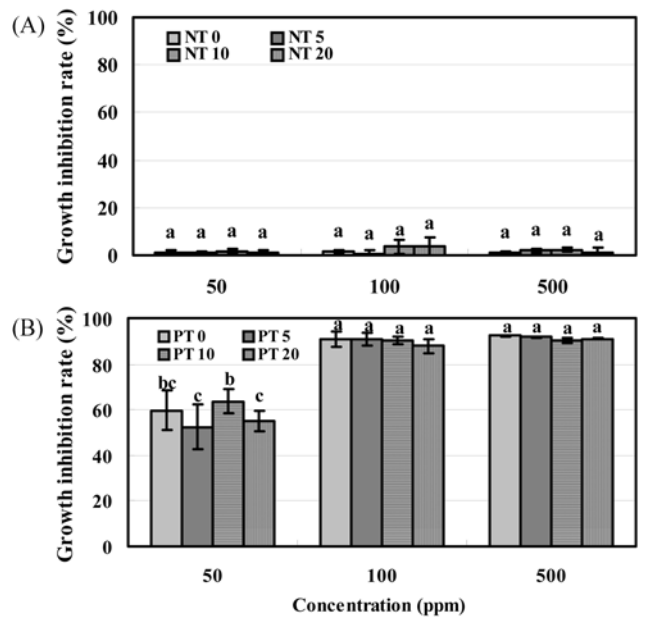 (A)
Growth inhibition rate (%)
100
80
60
40
20
0
NT 0 NT 5
NT 10 NT 20
a a a a a a a a a a a a
50 100 500
(B)
Growth inhibition rate (%)
100
80
60
40
20
0
PT 0 PT 5
PT 10 PT 20
bc c b c a a a a a a a a
50 100 500
Concentration (ppm)